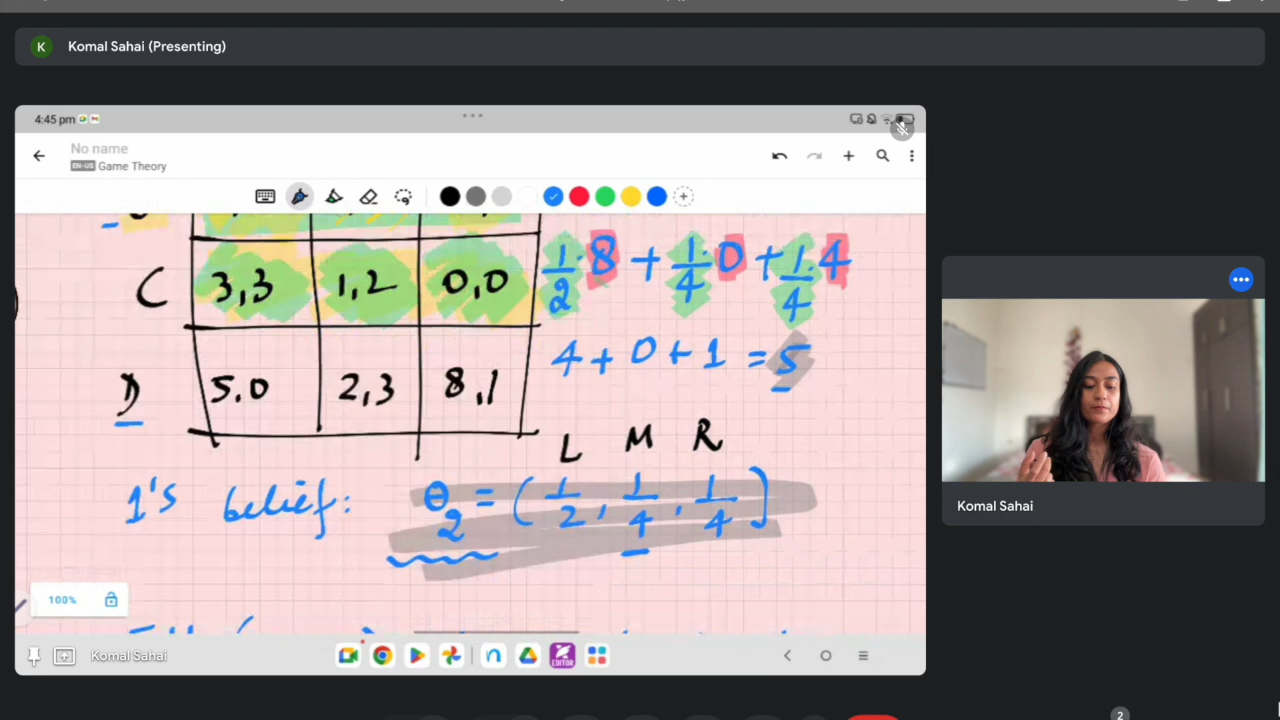 K Komal Sahai (Presenting)
4:45 pm
No name
EN-US Game Theory
C 3,3 1,2 0,0 1/2·8 + 1/4·0 + 1/4·4
4 + 0 + 1 = 5
D 5,0 2,3 8,1
L M R
1's belief: θ2 = (1/2, 1/4, 1/4)
100%
Komal Sahai
EDITOR
Komal Sahai
2